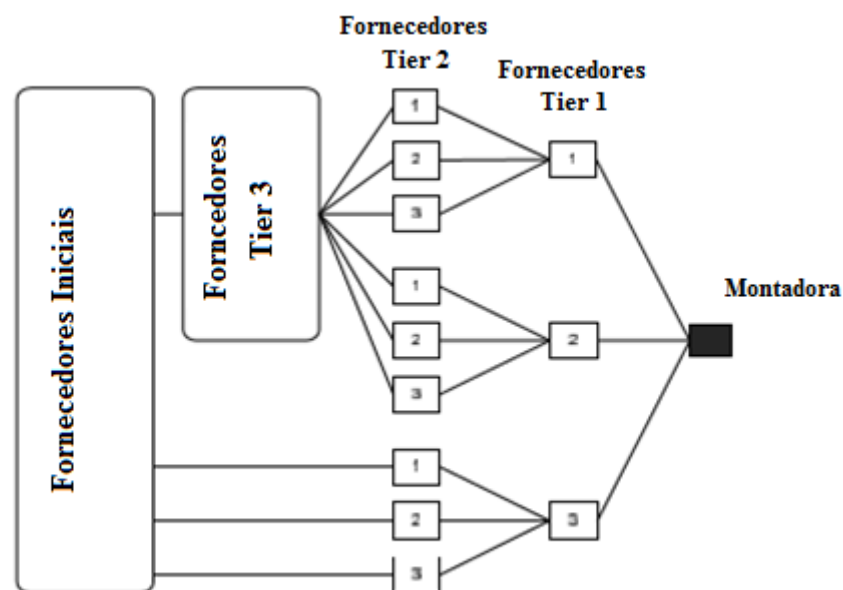 Fornecedores
Tier 2
Fornecedores
Tier 1
Fornecedores Iniciais
Forncedores
Tier 3
1
2
3
1
2
3
1
2
3
1
2
3
Montadora